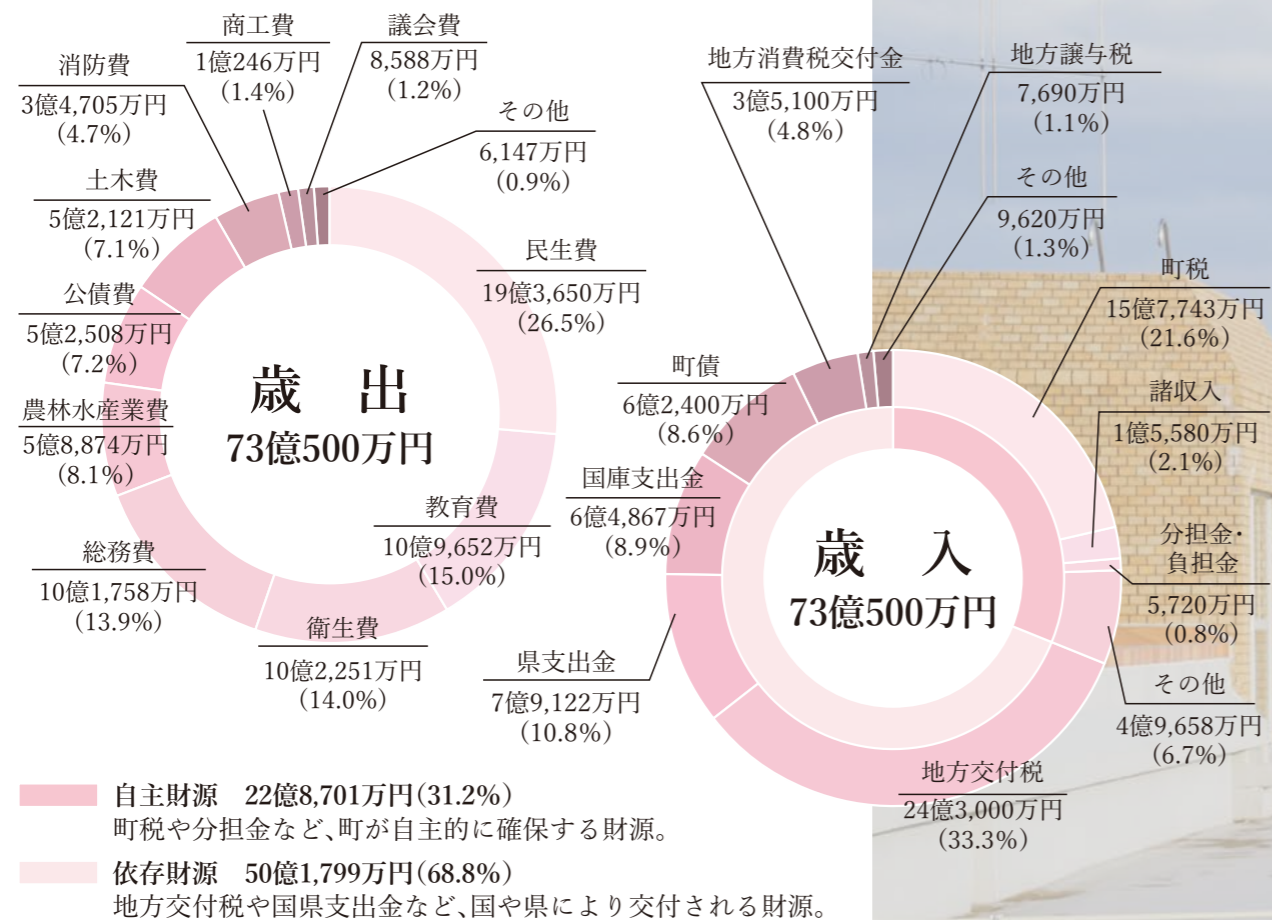 商工費
1億246万円
(1.4%)
議会費
8,588万円
(1.2%)
消防費
3億4,705万円
(4.7%)
その他
6,147万円
(0.9%)
土木費
5億2,121万円
(7.1%)
民生費
19億3,650万円
(26.5%)
公債費
5億2,508万円
(7.2%)
歳 出
73億500万円
農林水産業費
5億8,874万円
(8.1%)
教育費
10億9,652万円
(15.0%)
総務費
10億1,758万円
(13.9%)
衛生費
10億2,251万円
(14.0%)
地方消費税交付金
3億5,100万円
(4.8%)
地方譲与税
7,690万円
(1.1%)
その他
9,620万円
(1.3%)
町税
15億7,743万円
(21.6%)
町債
6億2,400万円
(8.6%)
諸収入
1億5,580万円
(2.1%)
国庫支出金
6億4,867万円
(8.9%)
歳 入
73億500万円
分担金・
負担金
5,720万円
(0.8%)
県支出金
7億9,122万円
(10.8%)
その他
4億9,658万円
(6.7%)
地方交付税
24億3,000万円
(33.3%)
自主財源 22億8,701万円(31.2%)
町税や分担金など、町が自主的に確保する財源。
依存財源 50億1,799万円(68.8%)
地方交付税や国県支出金など、国や県により交付される財源。